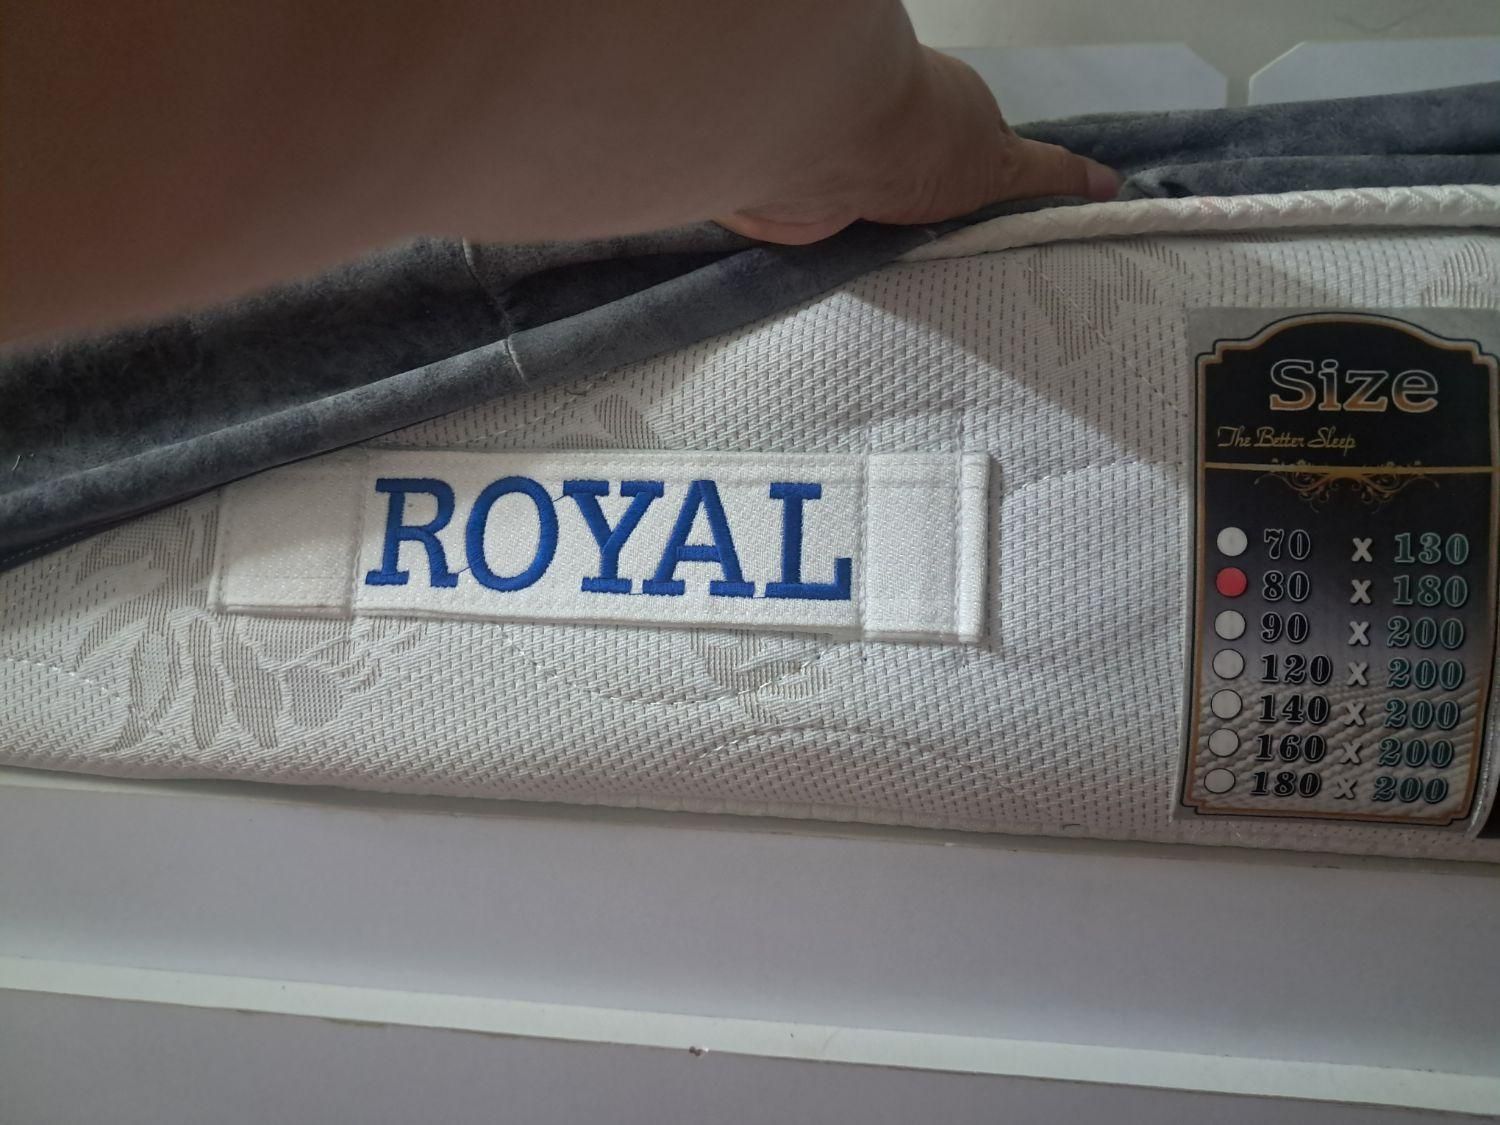 ROYAL
Size
The Better Sleep
70 x 130
80 x 180
90 x 200
120 x 200
140 x 200
160 x 200
180 x 200